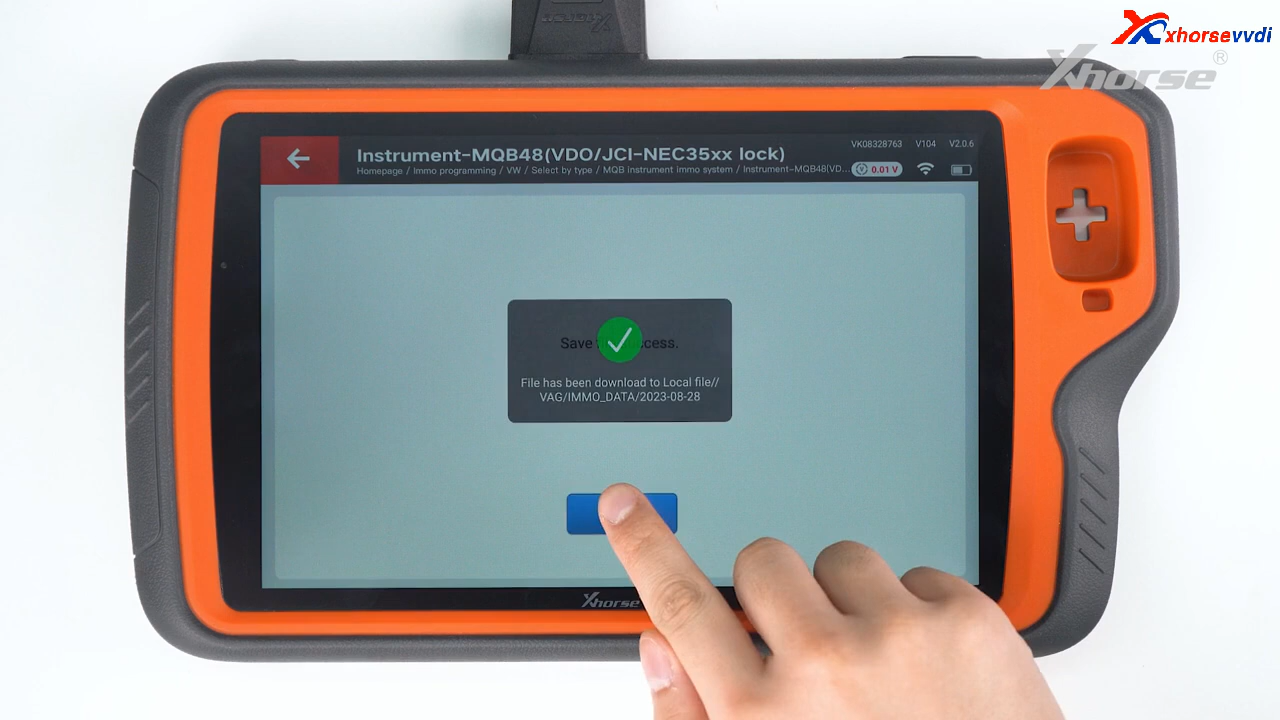 xhorsevvdi
Xhorse®
Instrument-MQB48(VDO/JCI-NEC35xx lock)
VK08328763 V104 V2.0.6
Homepage / Immo programming / VW / Select by type / MQB instrument immo system / Instrument-MQB48(VD...
0.01 V
Save
File has been download to Local file//
VAG/IMMO_DATA/2023-08-28
Xhorse